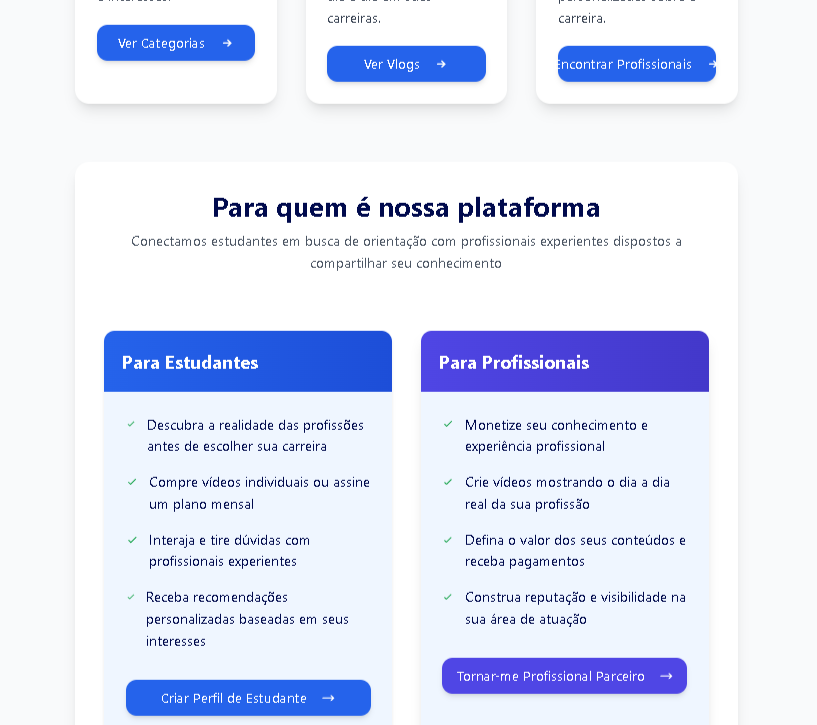 carreiras.
carreira.
Ver Categorias
Ver Vlogs
Encontrar Profissionais
Para quem é nossa plataforma
Conectamos estudantes em busca de orientação com profissionais experientes dispostos a
compartilhar seu conhecimento
Para Estudantes
Descubra a realidade das profissões
antes de escolher sua carreira
Compre vídeos individuais ou assine
um plano mensal
Interaja e tire dúvidas com
profissionais experientes
Receba recomendações
personalizadas baseadas em seus
interesses
Criar Perfil de Estudante
Para Profissionais
Monetize seu conhecimento e
experiência profissional
Crie vídeos mostrando o dia a dia
real da sua profissão
Defina o valor dos seus conteúdos e
receba pagamentos
Construa reputação e visibilidade na
sua área de atuação
Tornar-me Profissional Parceiro